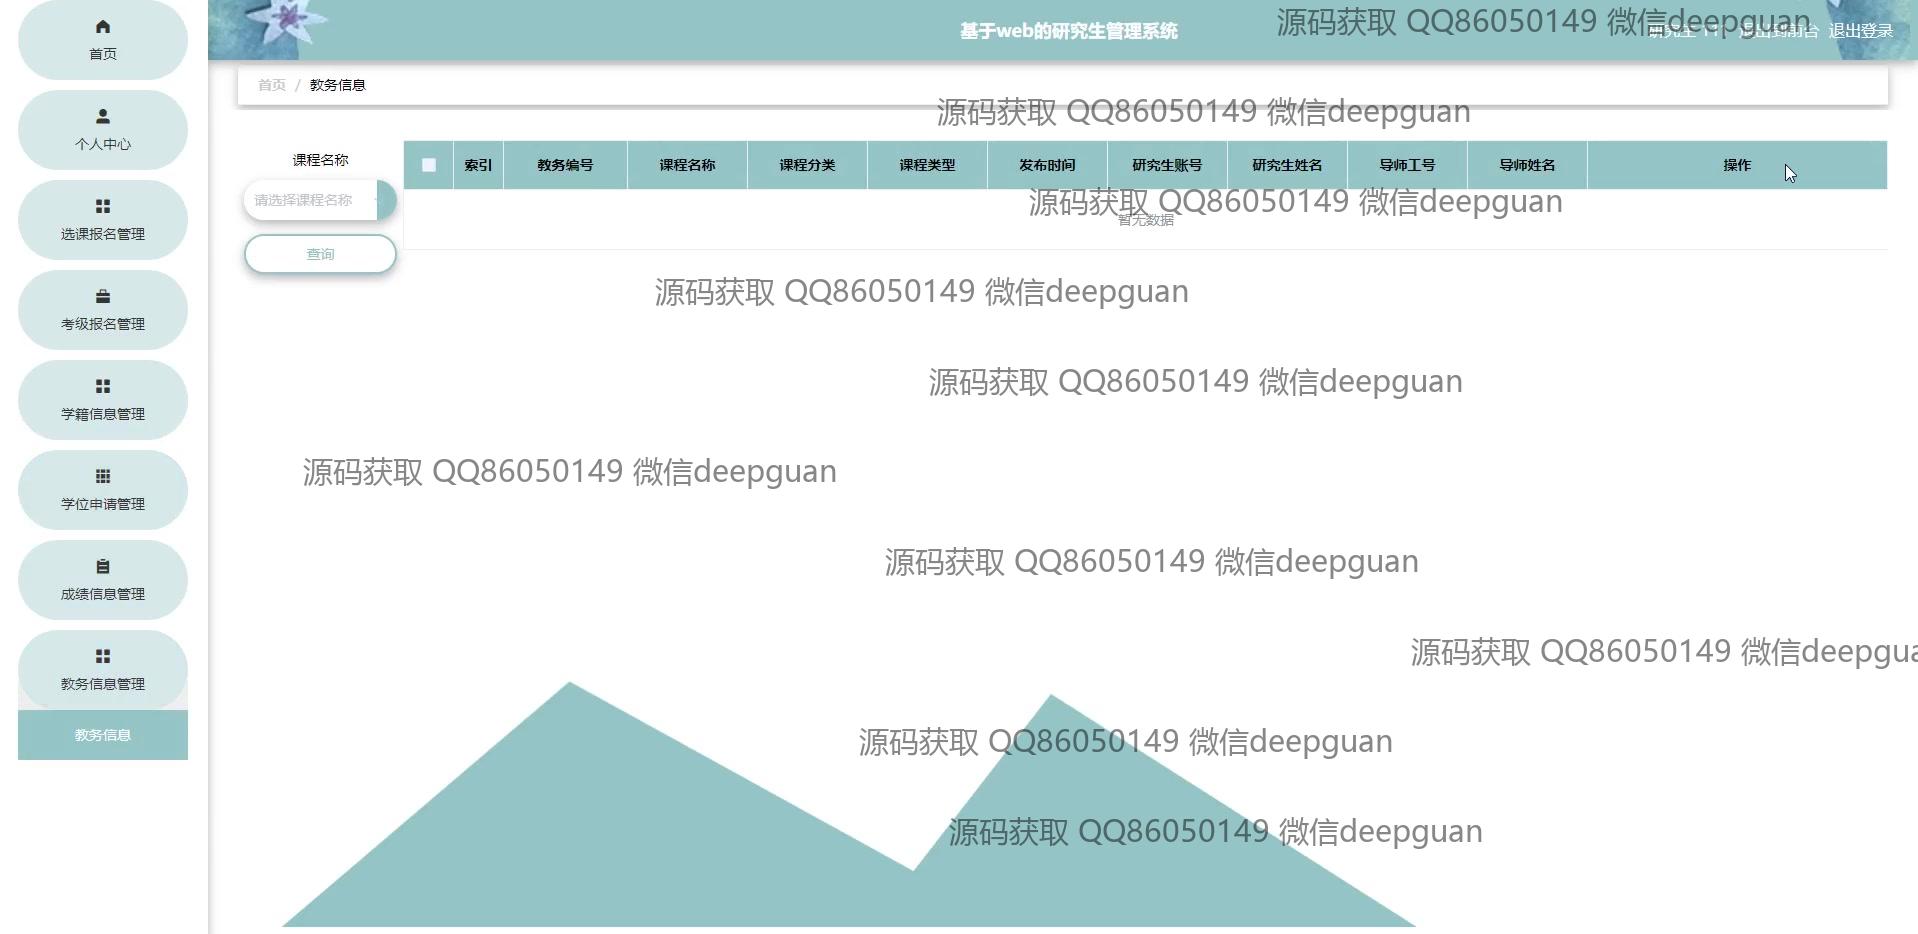 首页
个人中心
选课报名管理
考级报名管理
学籍信息管理
学位申请管理
成绩信息管理
教务信息管理
教务信息
基于web的研究生管理系统
源码获取 QQ86050149 微信deepguan
退出到前台 退出登录
首页 / 教务信息
源码获取 QQ86050149 微信deepguan
课程名称
请选择课程名称
查询
索引 教务编号 课程名称 课程分类 课程类型 发布时间 研究生账号 研究生姓名 导师工号 导师姓名 操作
源码获取 QQ86050149 微信deepguan
暂无数据
源码获取 QQ86050149 微信deepguan
源码获取 QQ86050149 微信deepguan
源码获取 QQ86050149 微信deepguan
源码获取 QQ86050149 微信deepguan
源码获取 QQ86050149 微信deepgua
源码获取 QQ86050149 微信deepguan
源码获取 QQ86050149 微信deepguan